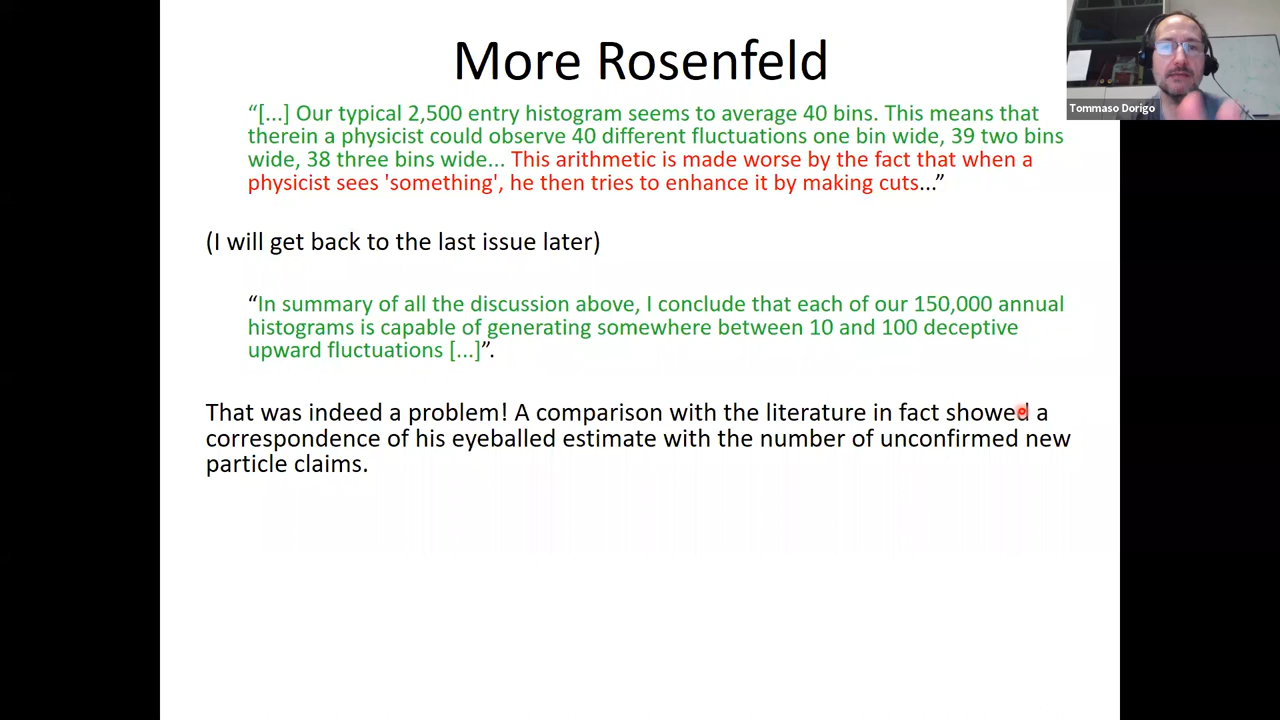 More Rosenfeld
“[...] Our typical 2,500 entry histogram seems to average 40 bins. This means that
therein a physicist could observe 40 different fluctuations one bin wide, 39 two bins
wide, 38 three bins wide... This arithmetic is made worse by the fact that when a
physicist sees 'something', he then tries to enhance it by making cuts...”
(I will get back to the last issue later)
“In summary of all the discussion above, I conclude that each of our 150,000 annual
histograms is capable of generating somewhere between 10 and 100 deceptive
upward fluctuations [...]”.
That was indeed a problem! A comparison with the literature in fact showed a
correspondence of his eyeballed estimate with the number of unconfirmed new
particle claims.
Tommaso Dorigo